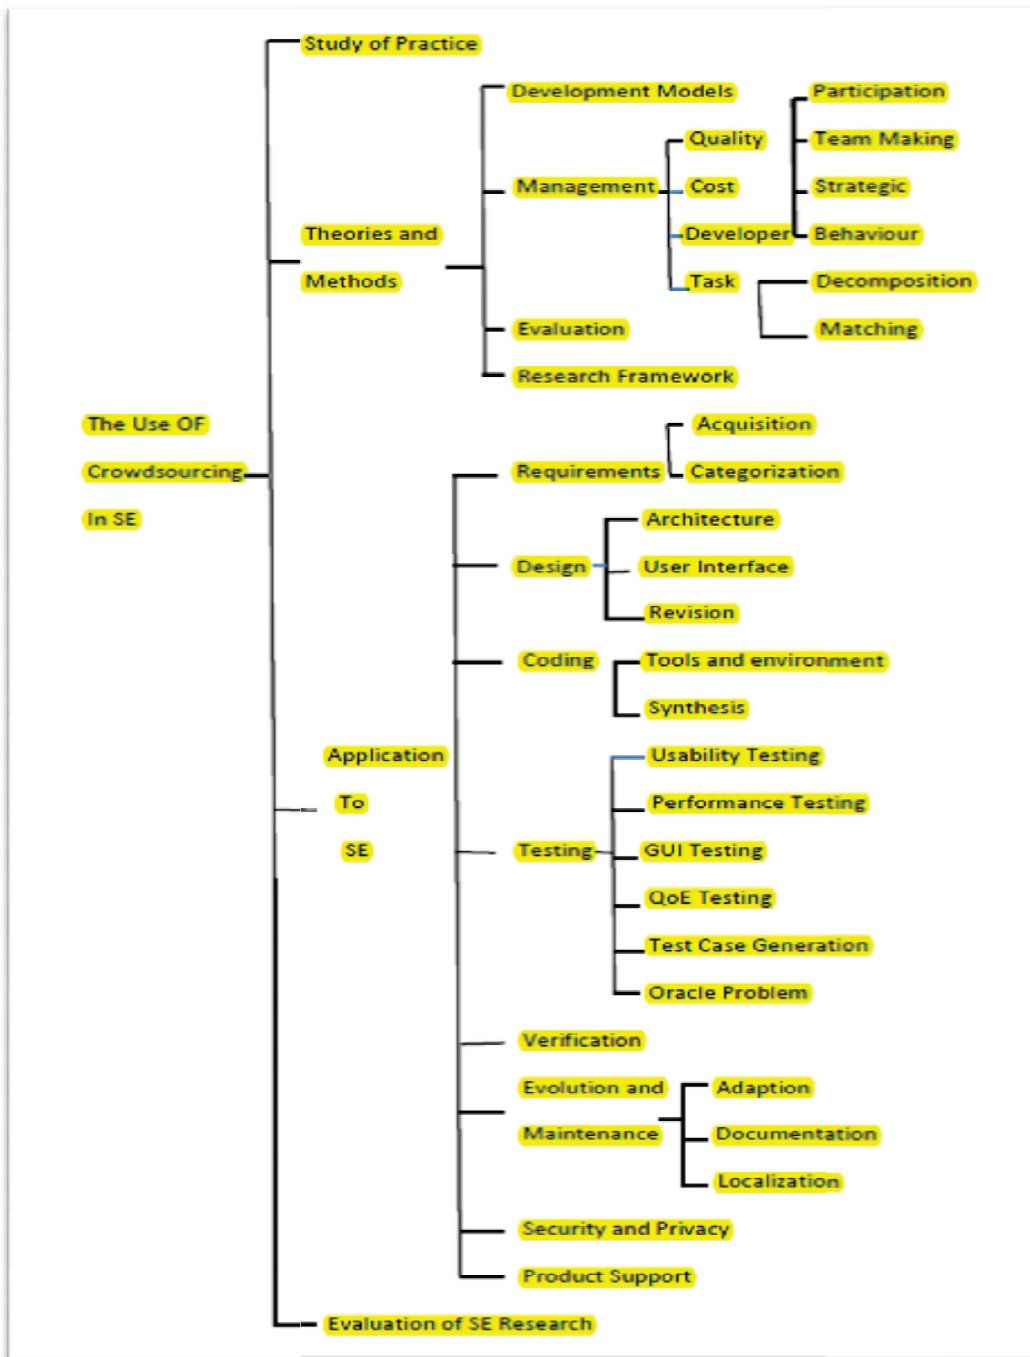 Study of Practice
Development Models
Participation
Quality
Team Making
Management
Cost
Strategic
Theories and
Developer
Behaviour
Methods
Task
Decomposition
Evaluation
Matching
Research Framework
The Use OF
Acquisition
Crowdsourcing
Requirements
Categorization
In SE
Architecture
Design
User Interface
Revision
Coding
Tools and environment
Synthesis
Application
Usability Testing
To
Performance Testing
SE
Testing
GUI Testing
QoE Testing
Test Case Generation
Oracle Problem
Verification
Evolution and
Adaption
Maintenance
Documentation
Localization
Security and Privacy
Product Support
Evaluation of SE Research